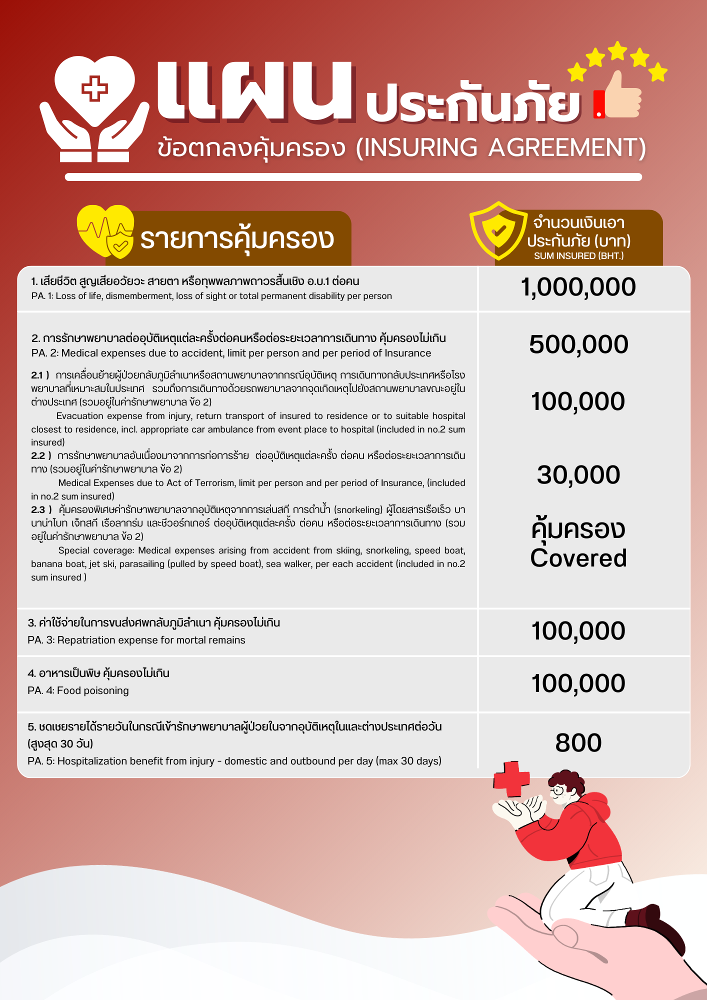 แผน ประกันภัย
ข้อตกลงคุ้มครอง (INSURING AGREEMENT)
รายการคุ้มครอง
จำนวนเงินเอา
ประกันภัย (บาท)
SUM INSURED (BHT.)
1. เสียชีวิต สูญเสียอวัยวะ สายตา หรือทุพพลภาพถาวรสิ้นเชิง อ.บ.1 ต่อคน
PA. 1: Loss of life, dismemberment, loss of sight or total permanent disability per person
1,000,000
2. การรักษาพยาบาลต่ออุบัติเหตุแต่ละครั้งต่อคนหรือต่อระยะเวลาการเดินทาง คุ้มครองไม่เกิน
PA. 2: Medical expenses due to accident, limit per person and per period of Insurance
500,000
2.1 ) การเคลื่อนย้ายผู้ป่วยกลับภูมิลำเนาหรือสถานพยาบาลจากกรณีอุบัติเหตุ การเดินทางกลับประเทศหรือโรง
พยาบาลที่เหมาะสมในประเทศ รวมถึงการเดินทางด้วยรถพยาบาลจากจุดเกิดเหตุไปยังสถานพยาบาลขณะอยู่ใน
ต่างประเทศ (รวมอยู่ในค่ารักษาพยาบาล ข้อ 2)
Evacuation expense from injury, return transport of insured to residence or to suitable hospital
closest to residence, incl. appropriate car ambulance from event place to hospital (included in no.2 sum
insured)
100,000
2.2 ) การรักษาพยาบาลอันเนื่องมาจากการก่อการร้าย ต่ออุบัติเหตุแต่ละครั้ง ต่อคน หรือต่อระยะเวลาการเดิน
ทาง (รวมอยู่ในค่ารักษาพยาบาล ข้อ 2)
Medical Expenses due to Act of Terrorism, limit per person and per period of Insurance, (included
in no.2 sum insured)
30,000
2.3 ) คุ้มครองพิเศษค่ารักษาพยาบาลจากอุบัติเหตุจากการเล่นสกี การดำน้ำ (snorkeling) ผู้โดยสารเรือเร็ว บา
นาน่าโบท เจ็ทสกี เรือลากร่ม และซีวอร์กเกอร์ ต่ออุบัติเหตุแต่ละครั้ง ต่อคน หรือต่อระยะเวลาการเดินทาง (รวม
อยู่ในค่ารักษาพยาบาล ข้อ 2)
Special coverage: Medical expenses arising from accident from skiing, snorkeling, speed boat,
banana boat, jet ski, parasailing (pulled by speed boat), sea walker, per each accident (included in no.2
sum insured )
คุ้มครอง
Covered
3. ค่าใช้จ่ายในการขนส่งศพกลับภูมิลำเนา คุ้มครองไม่เกิน
PA. 3: Repatriation expense for mortal remains
100,000
4. อาหารเป็นพิษ คุ้มครองไม่เกิน
PA. 4: Food poisoning
100,000
5. ชดเชยรายได้รายวันในกรณีเข้ารักษาพยาบาลผู้ป่วยในจากอุบัติเหตุในและต่างประเทศต่อวัน
(สูงสุด 30 วัน)
PA. 5: Hospitalization benefit from injury - domestic and outbound per day (max 30 days)
800